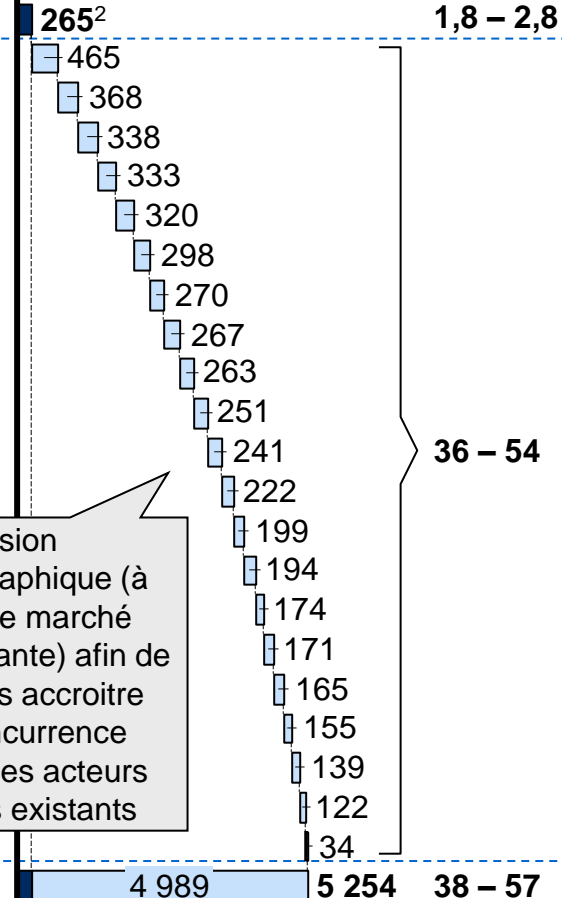 265² 1,8 – 2,8
465
368
338
333
320
298
270
267
263
251
241 36 – 54
222
199
194
174
171
165
155
139
122
34
sion
aphique (à
e marché
ante) afin de
s accroitre
ncurrence
es acteurs
s existants
4 989 5 254 38 – 57